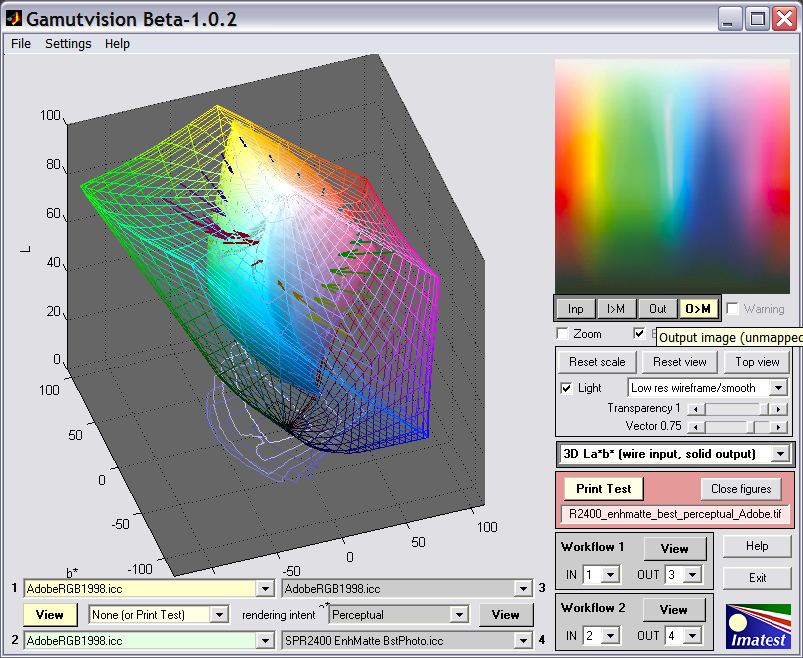 Gamutvision Beta-1.0.2
File Settings Help
100
80
60
40
20
0
L
100
50
0
-50
-100
b*
-50
0
50
100
Inp I>M Out O>M Warning
Zoom
Output image (unmapped
Reset scale Reset view Top view
Light Low res wireframe/smooth
Transparency 1
Vector 0.75
3D La*b* (wire input, solid output)
Print Test Close figures
R2400_enhmatte_best_perceptual_Adobe.tif
Workflow 1 View
IN 1 OUT 3
Help
Exit
Workflow 2 View
IN 2 OUT 4
Imatest
1 AdobeRGB1998.icc AdobeRGB1998.icc 3
View None (or Print Test) rendering intent Perceptual View
2 AdobeRGB1998.icc SPR2400 EnhMatte BstPhoto.icc 4